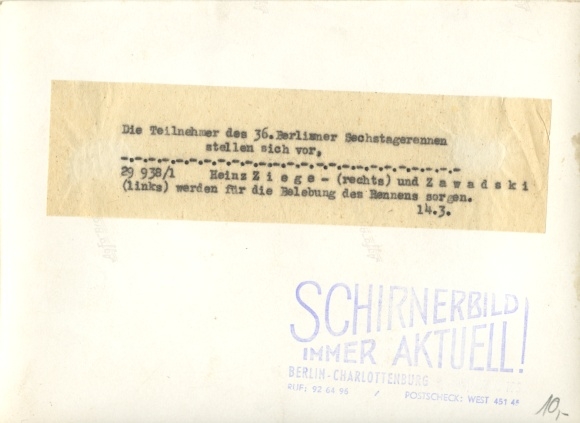 Die Teilnehmer des 36.Berliner Sechstagerennen
stellen sich vor,
29 938/1 Heinz Z i e g e - (rechts) und Z a w a d s k i
(links) werden für die Belebung des Rennens sorgen.
14.3.
SCHIRNERBILD
IMMER AKTUELL!
BERLIN-CHARLOTTENBURG
RUF: 92 64 96 / POSTSCHECK: WEST 451 48
10,-